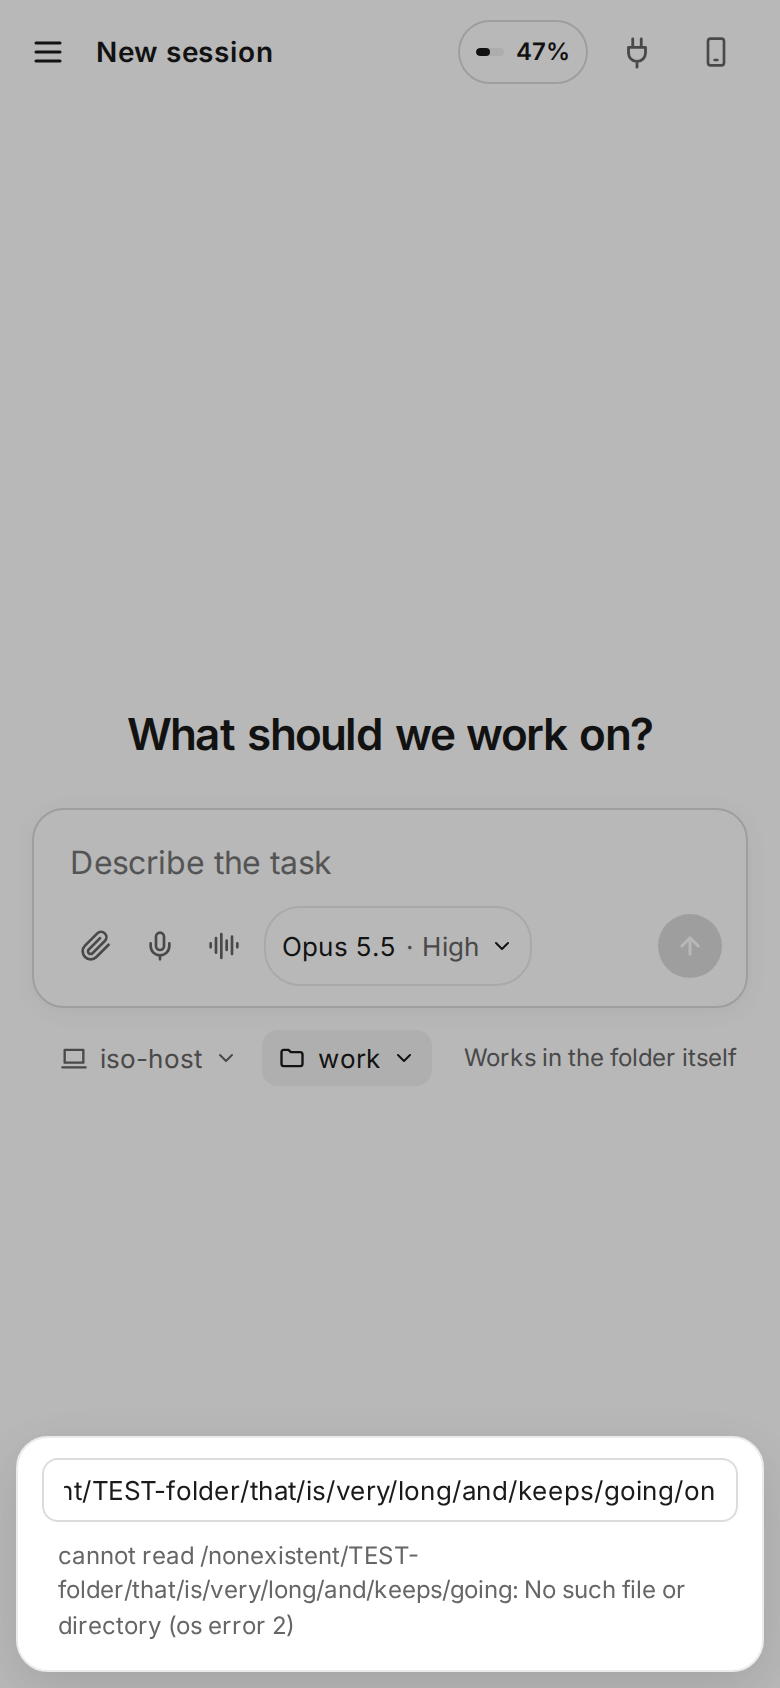 New session
47%
What should we work on?
Describe the task
Opus 5.5 · High
iso-host
work
Works in the folder itself
nt/TEST-folder/that/is/very/long/and/keeps/going/on
cannot read /nonexistent/TEST-
folder/that/is/very/long/and/keeps/going: No such file or
directory (os error 2)